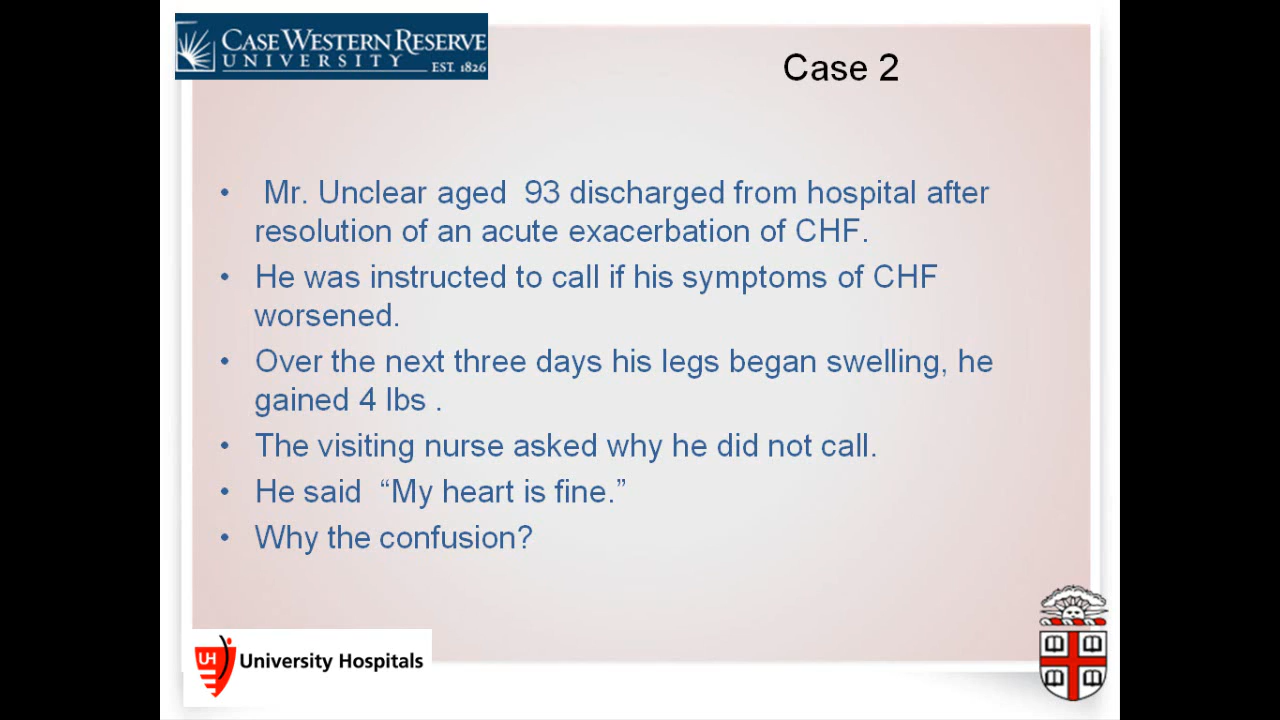 CASE WESTERN RESERVE
UNIVERSITY
EST. 1826
Case 2
• Mr. Unclear aged 93 discharged from hospital after
resolution of an acute exacerbation of CHF.
• He was instructed to call if his symptoms of CHF
worsened.
• Over the next three days his legs began swelling, he
gained 4 lbs .
• The visiting nurse asked why he did not call.
• He said “My heart is fine.”
• Why the confusion?
UH
University Hospitals